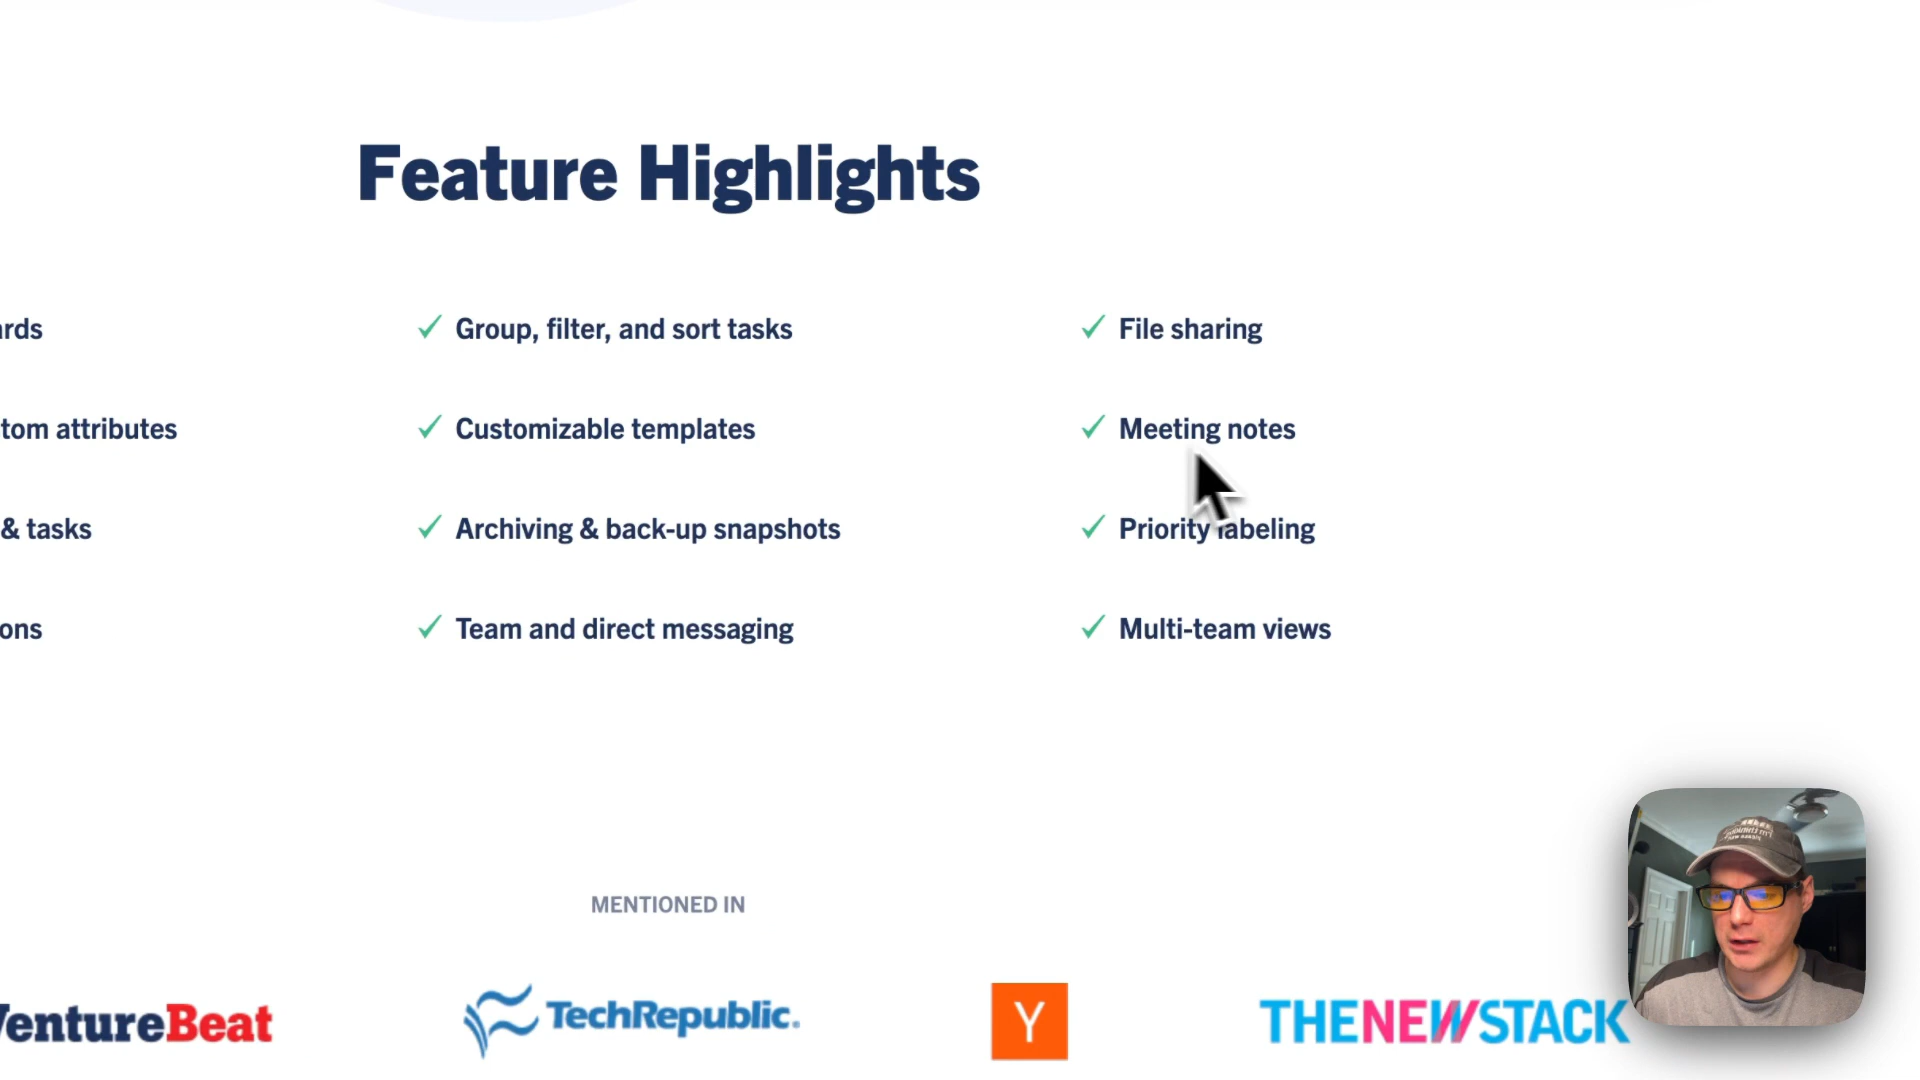 Feature Highlights
rds
Group, filter, and sort tasks
File sharing
tom attributes
Customizable templates
Meeting notes
& tasks
Archiving & back-up snapshots
Priority labeling
ons
Team and direct messaging
Multi-team views
MENTIONED IN
VentureBeat
TechRepublic.
Y
THENEWSTACK